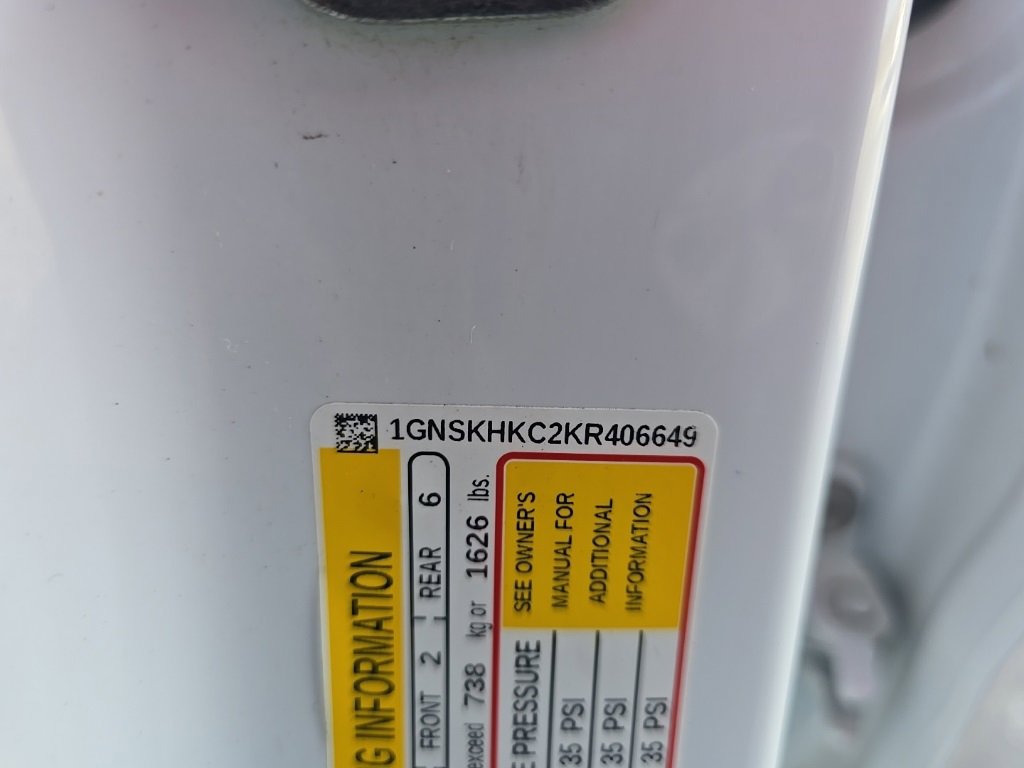 1GNSKHKC2KR406649
G INFORMATION
FRONT 2 REAR 6
exceed 738 kg or 1626 lbs.
SEE OWNER'S
MANUAL FOR
ADDITIONAL
INFORMATION
PRESSURE
35 PSI
35 PSI
35 PSI